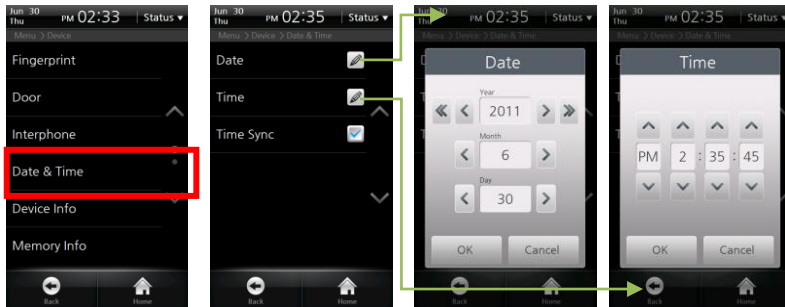 Jun 30
Thu
PM 02:33
Status ▾
Menu > Device
Fingerprint
Door
Interphone
Date & Time
Device Info
Memory Info
Back
Home
Jun 30
Thu
PM 02:35
Status ▾
Menu > Device > Date & Time
Date
Time
Time Sync
Back
Home
Jun 30
Thu
PM 02:35
Status ▾
Menu > Device > Date & Time
Date
Year
2011
Month
6
Day
30
OK
Cancel
Back
Home
Jun 30
Thu
PM 02:35
Status ▾
Menu > Device > Date & Time
Time
PM 2 : 35 : 45
OK
Cancel
Back
Home